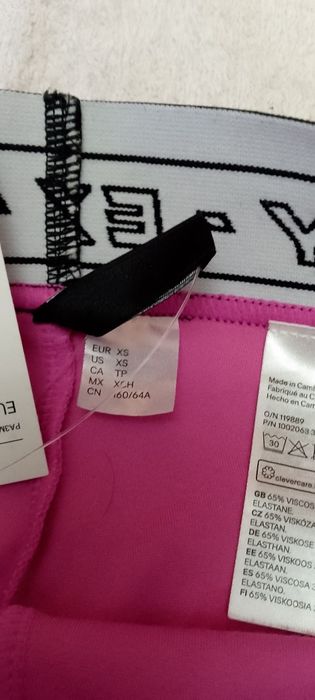 EUR XS
US XS
CA TP
MX XCH
CN 160/64A
Made in Cam
Fabriqué au C
Hecho en Cam
O/N 119889
P/N 1002063
30
clevercare.
GB 65% VISCOS
ELASTANE.
CZ 65% VISKÓZA
ELASTAN.
DE 65% VISKOSE
ELASTHAN.
EE 65% VISKOOS
ELASTAAN.
ES 65% VISCOSA
ELASTANO.
FI 65% VISKOOSIA